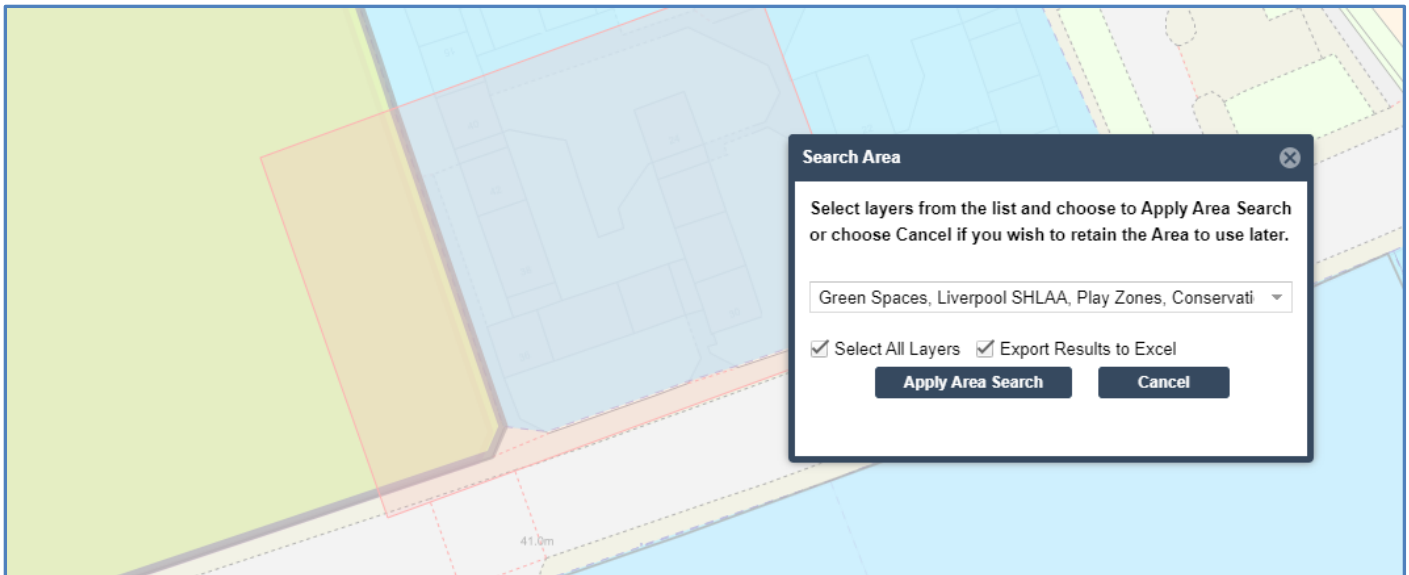 Search Area
Select layers from the list and choose to Apply Area Search
or choose Cancel if you wish to retain the Area to use later.
Green Spaces, Liverpool SHLAA, Play Zones, Conservati
Select All Layers Export Results to Excel
Apply Area Search Cancel
41.0m